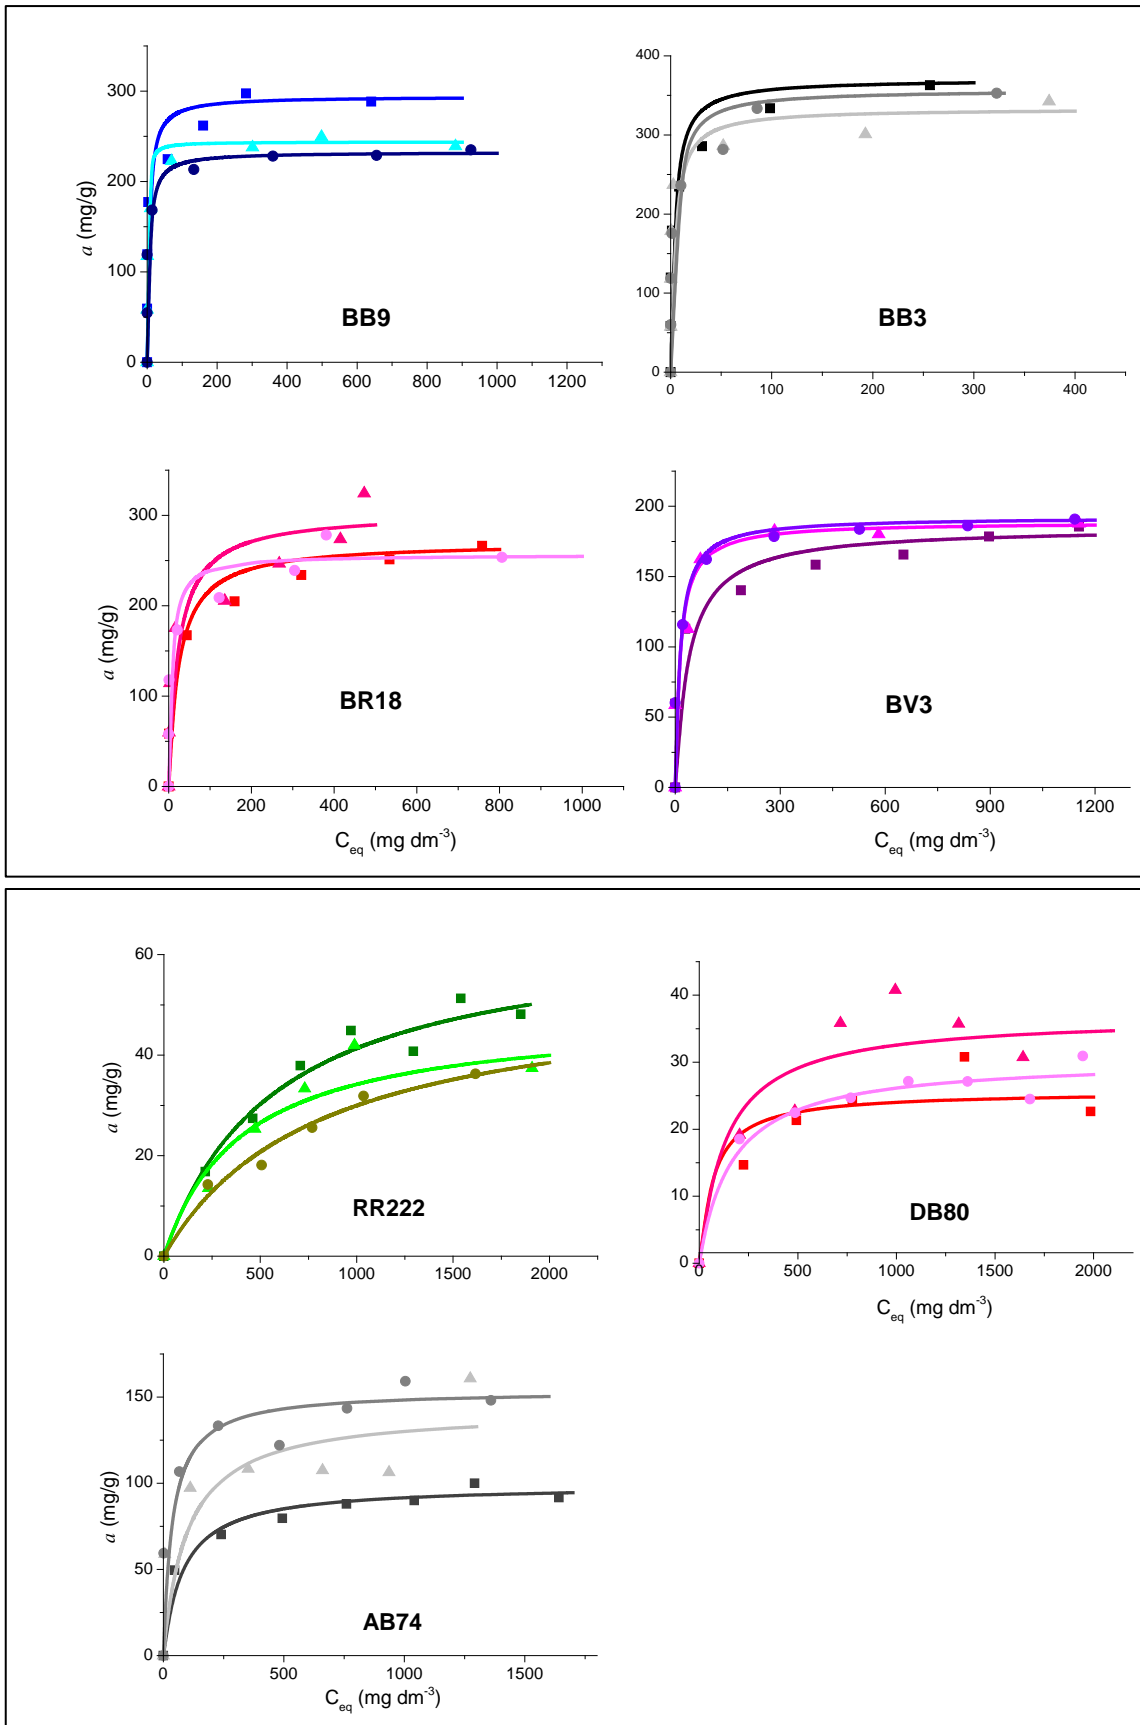 0
100
200
300
a (mg/g)
0 200 400 600 800 1000 1200
BB9
0
100
200
300
400
0 100 200 300 400
BB3
0
100
200
300
a (mg/g)
0 200 400 600 800 1000
BR18
C_eq (mg dm⁻³)
0
50
100
150
200
0 300 600 900 1200
BV3
C_eq (mg dm⁻³)
0
20
40
60
a (mg/g)
0 500 1000 1500 2000
RR222
0
10
20
30
40
0 500 1000 1500 2000
DB80
C_eq (mg dm⁻³)
0
50
100
150
a (mg/g)
0 500 1000 1500
AB74
C_eq (mg dm⁻³)